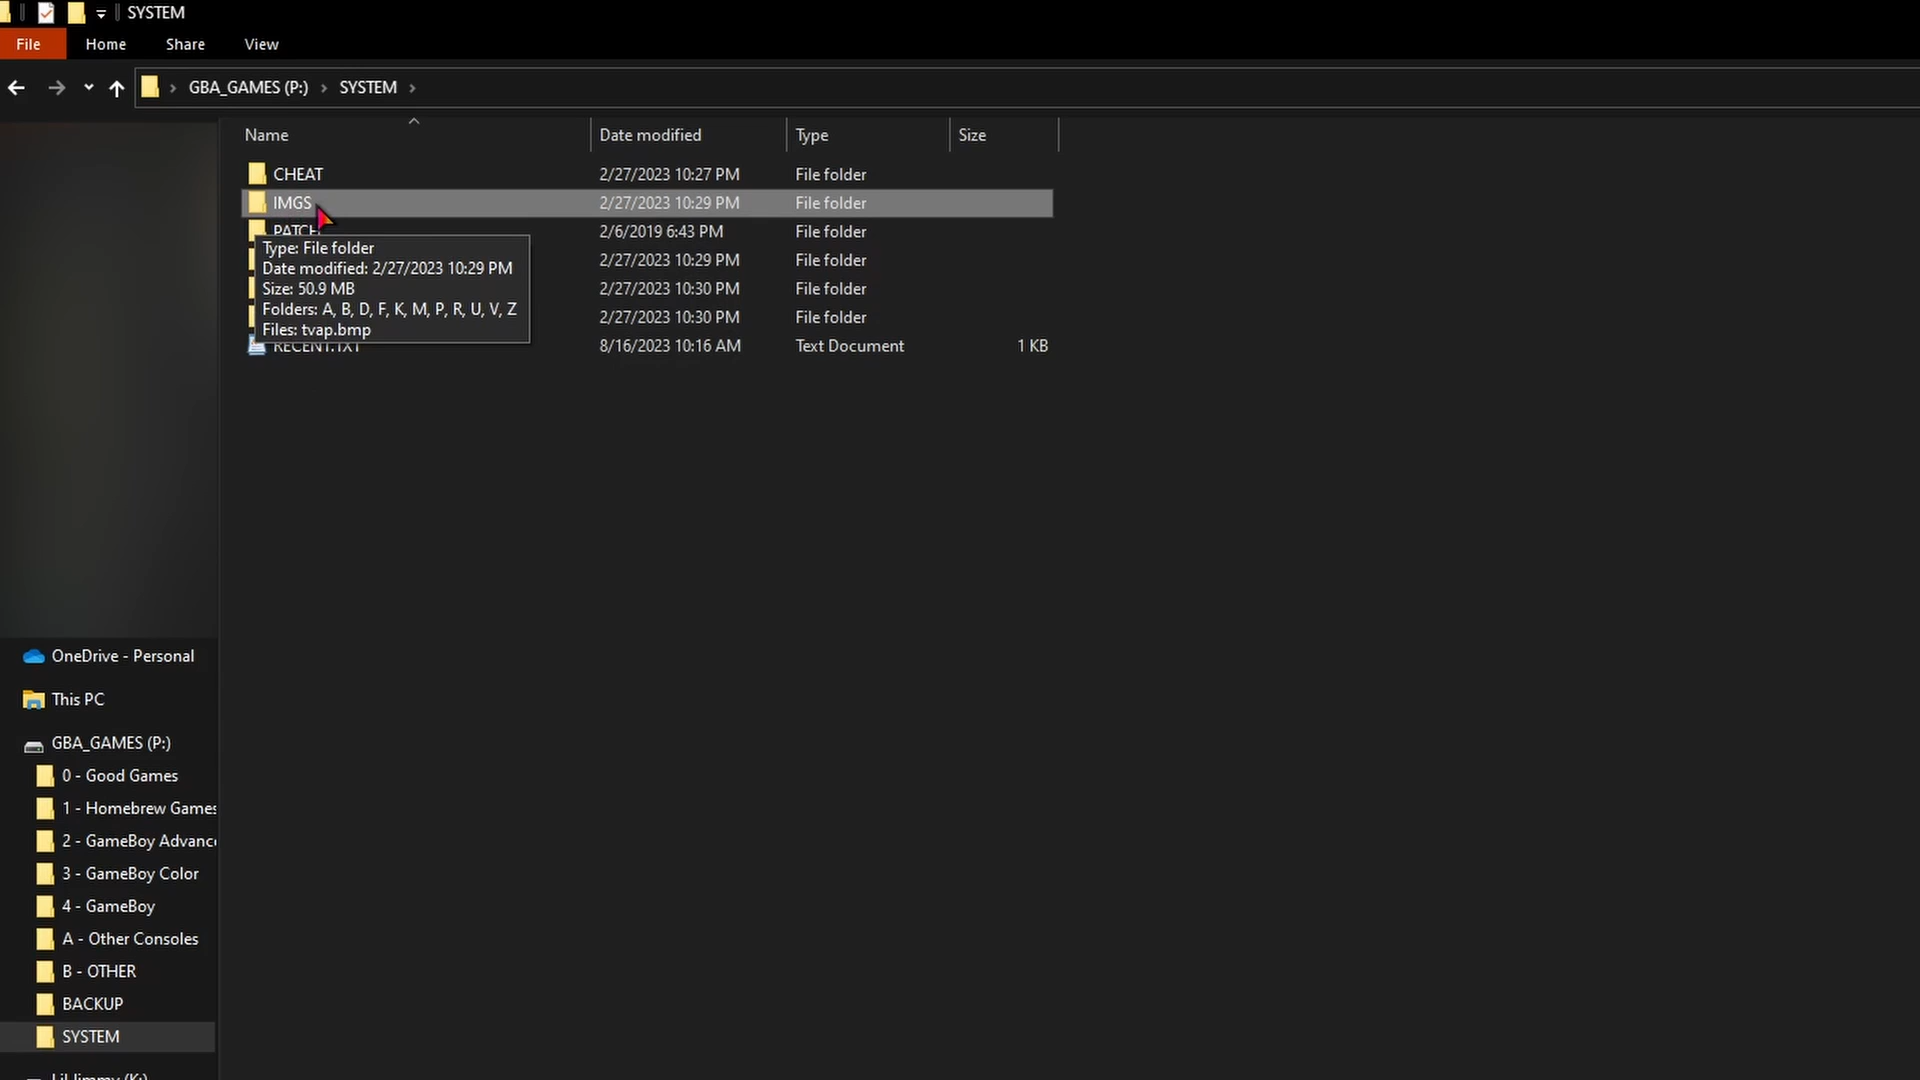 SYSTEM
File Home Share View
GBA_GAMES (P:) SYSTEM
Name Date modified Type Size
CHEAT 2/27/2023 10:27 PM File folder
IMGS 2/27/2023 10:29 PM File folder
PATCH 2/6/2019 6:43 PM File folder
Type: File folder
Date modified: 2/27/2023 10:29 PM
Size: 50.9 MB
Folders: A, B, D, F, K, M, P, R, U, V, Z
Files: tvap.bmp
2/27/2023 10:29 PM File folder
2/27/2023 10:30 PM File folder
2/27/2023 10:30 PM File folder
RECENT.TXT 8/16/2023 10:16 AM Text Document 1 KB
OneDrive - Personal
This PC
GBA_GAMES (P:)
0 - Good Games
1 - Homebrew Games
2 - GameBoy Advanc
3 - GameBoy Color
4 - GameBoy
A - Other Consoles
B - OTHER
BACKUP
SYSTEM